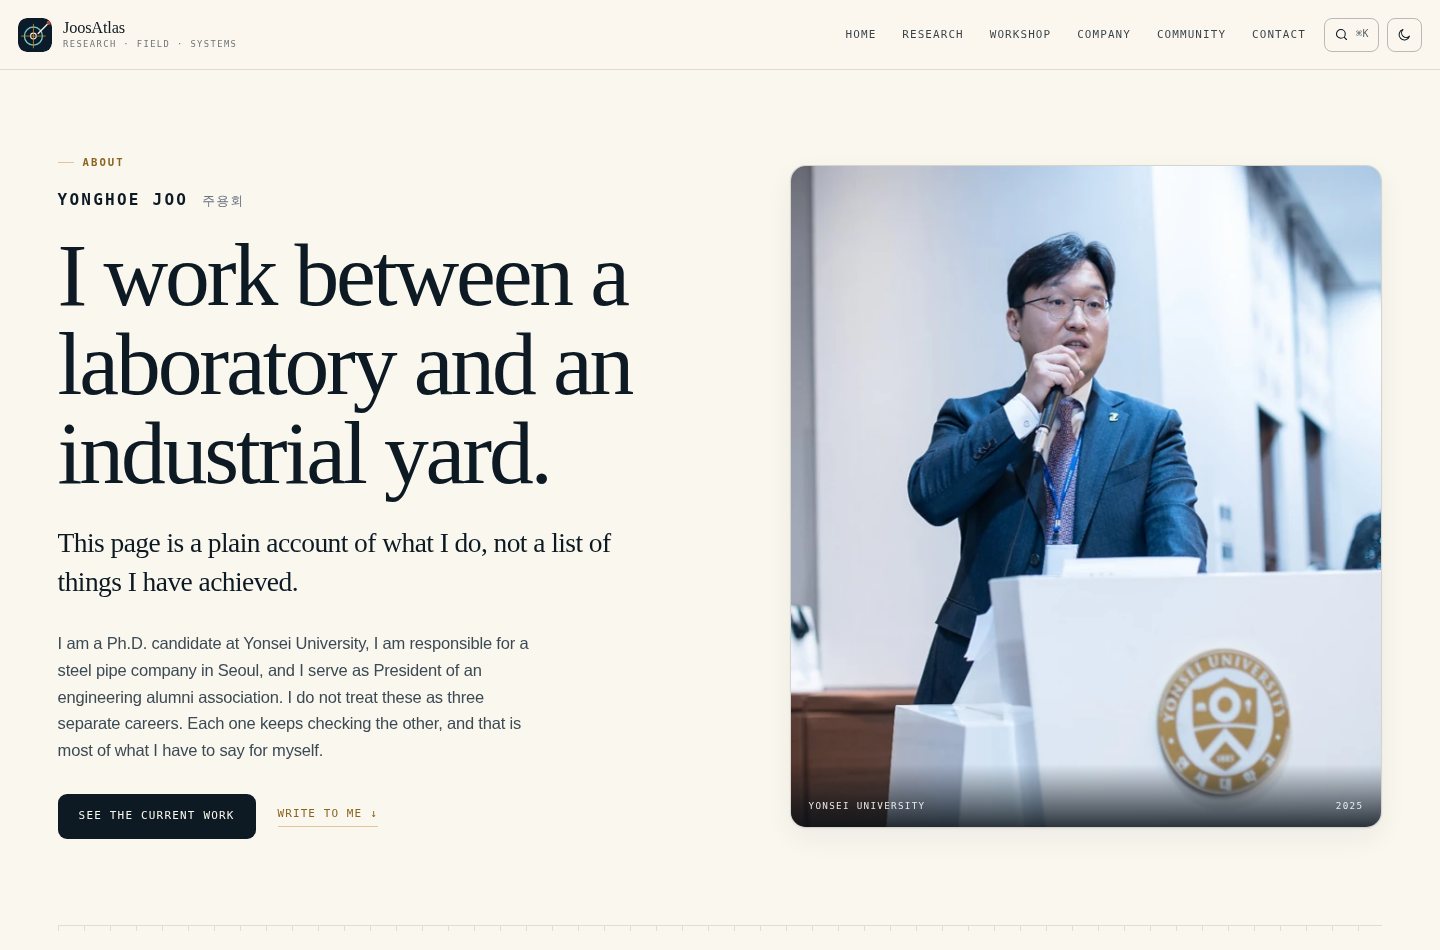 JoosAtlas
RESEARCH · FIELD · SYSTEMS
HOME RESEARCH WORKSHOP COMPANY COMMUNITY CONTACT ⌘K
ABOUT
YONGHOE JOO 주용회
I work between a
laboratory and an
industrial yard.
This page is a plain account of what I do, not a list of
things I have achieved.
I am a Ph.D. candidate at Yonsei University, I am responsible for a
steel pipe company in Seoul, and I serve as President of an
engineering alumni association. I do not treat these as three
separate careers. Each one keeps checking the other, and that is
most of what I have to say for myself.
SEE THE CURRENT WORK
WRITE TO ME ↓
YONSEI UNIVERSITY
연세대학교
YONSEI UNIVERSITY 2025